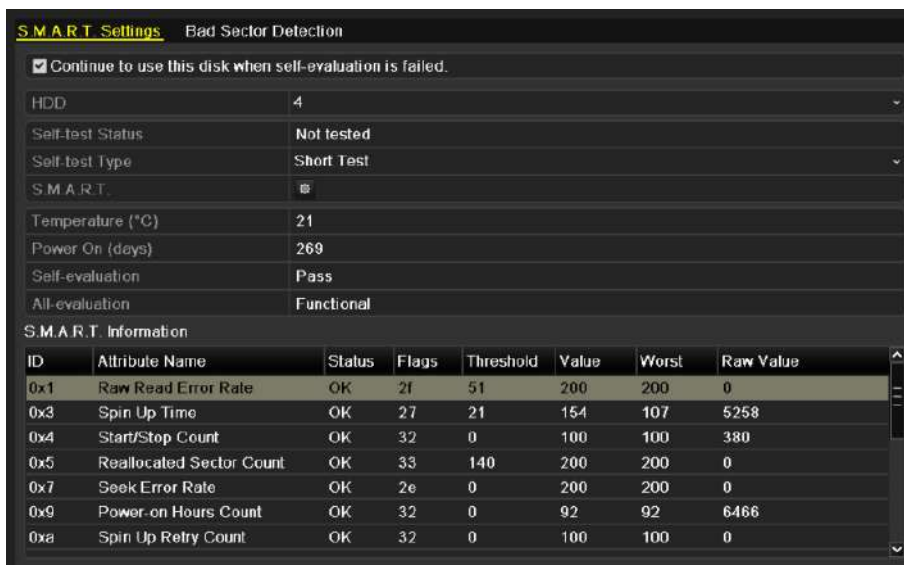 S.M.A.R.T. Settings Bad Sector Detection
Continue to use this disk when self-evaluation is failed.
HDD 4
Self-test Status Not tested
Self-test Type Short Test
S.M.A.R.T.
Temperature (°C) 21
Power On (days) 269
Self-evaluation Pass
All-evaluation Functional
S.M.A.R.T. Information
ID Attribute Name Status Flags Threshold Value Worst Raw Value
0x1 Raw Read Error Rate OK 2f 51 200 200 0
0x3 Spin Up Time OK 27 21 154 107 5258
0x4 Start/Stop Count OK 32 0 100 100 380
0x5 Reallocated Sector Count OK 33 140 200 200 0
0x7 Seek Error Rate OK 2e 0 200 200 0
0x9 Power-on Hours Count OK 32 0 92 92 6466
0xa Spin Up Retry Count OK 32 0 100 100 0